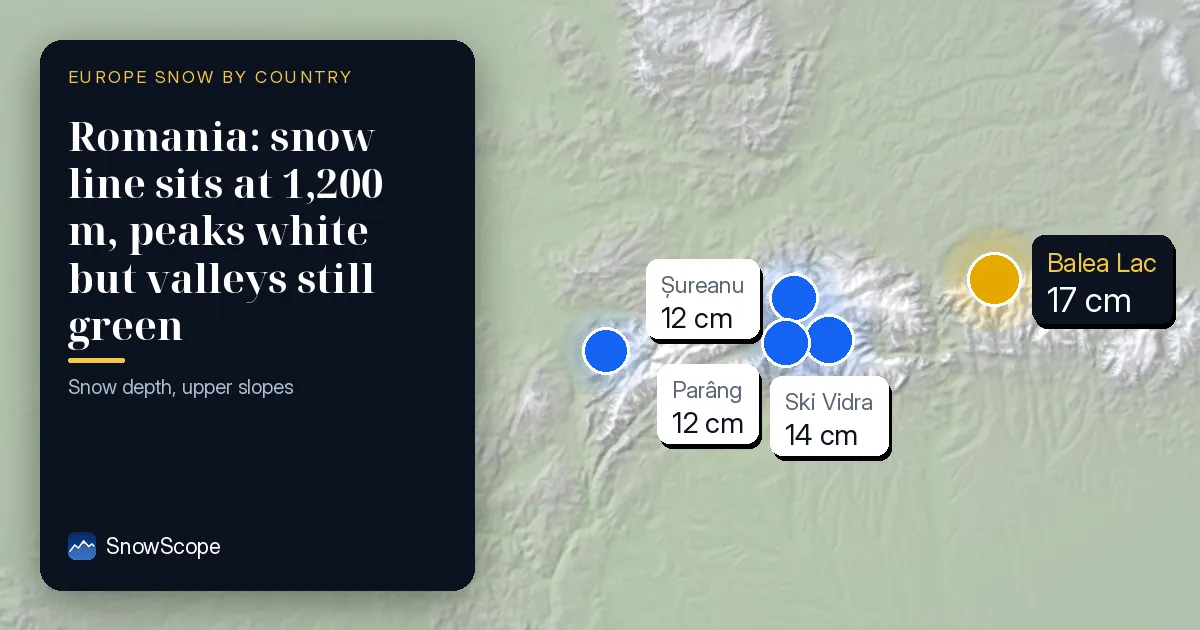 EUROPE SNOW BY COUNTRY
Romania: snow
line sits at 1,200
m, peaks white
but valleys still
green
Snow depth, upper slopes
SnowScope
Șureanu
12 cm
Parâng
12 cm
Ski Vidra
14 cm
Balea Lac
17 cm